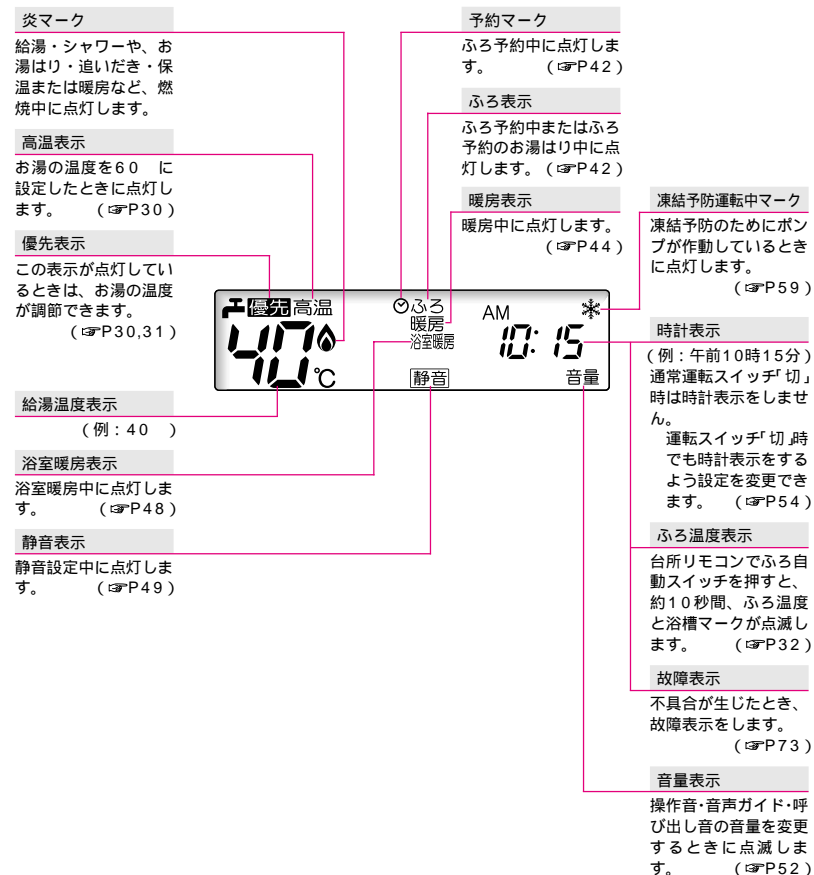 炎マーク
給湯・シャワーや、お
湯はり・追いだき・保
温または暖房など、燃
焼中に点灯します。
高温表示
お湯の温度を60 に
設定したときに点灯し
ます。 (☞P30)
優先表示
この表示が点灯してい
るときは、お湯の温度
が調節できます。
(☞P30,31)
給湯温度表示
(例:40 )
浴室暖房表示
浴室暖房中に点灯しま
す。 (☞P48)
静音表示
静音設定中に点灯しま
す。 (☞P49)
予約マーク
ふろ予約中に点灯しま
す。 (☞P42)
ふろ表示
ふろ予約中またはふろ
予約のお湯はり中に点
灯します。(☞P42)
暖房表示
暖房中に点灯します。
(☞P44)
優先 高温 ふろ
暖房
浴室暖房
AM
40 ℃
10:15
静音
音量
凍結予防運転中マーク
凍結予防のためにポン
プが作動しているとき
に点灯します。
(☞P59)
時計表示
(例:午前10時15分)
通常運転スイッチ「切」
時は時計表示をしませ
ん。
運転スイッチ「切」時
でも時計表示をする
よう設定を変更でき
ます。 (☞P54)
ふろ温度表示
台所リモコンでふろ自
動スイッチを押すと、
約10秒間、ふろ温度
と浴槽マークが点滅し
ます。 (☞P32)
故障表示
不具合が生じたとき、
故障表示をします。
(☞P73)
音量表示
操作音・音声ガイド・呼
び出し音の音量を変更
するときに点滅しま
す。 (☞P52)